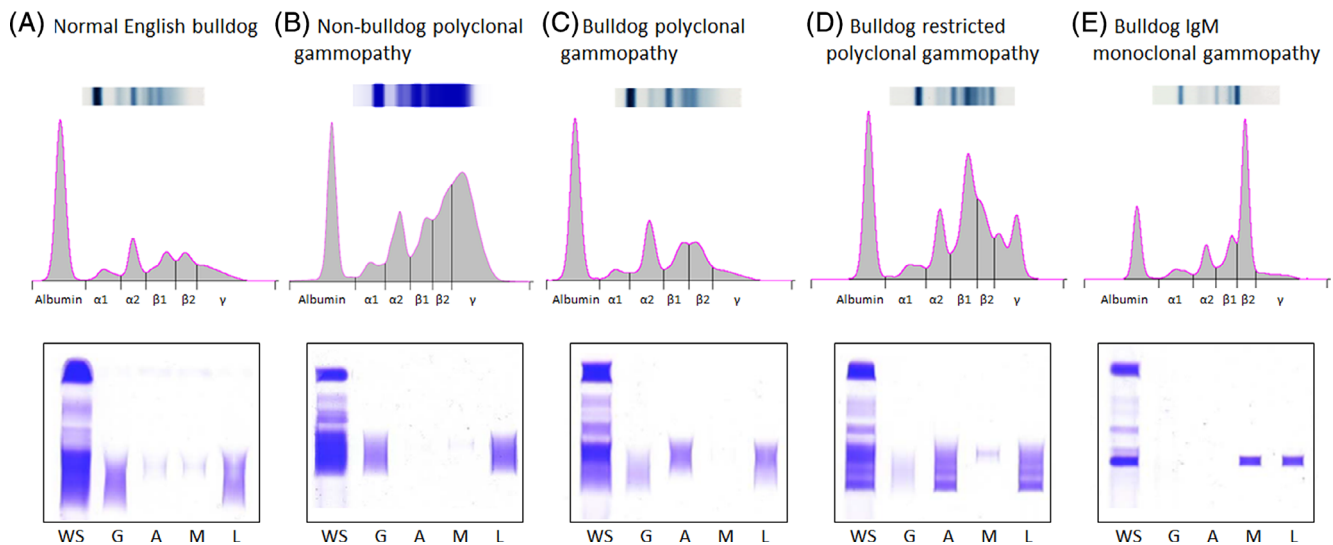 (A) Normal English bulldog
(B) Non-bulldog polyclonal
gammopathy
(C) Bulldog polyclonal
gammopathy
(D) Bulldog restricted
polyclonal gammopathy
(E) Bulldog IgM
monoclonal gammopathy
Albumin α1 α2 β1 β2 γ
Albumin α1 α2 β1 β2 γ
Albumin α1 α2 β1 β2 γ
Albumin α1 α2 β1 β2 γ
Albumin α1 α2 β1 β2 γ
WS G A M L
WS G A M L
WS G A M L
WS G A M L
WS G A M L